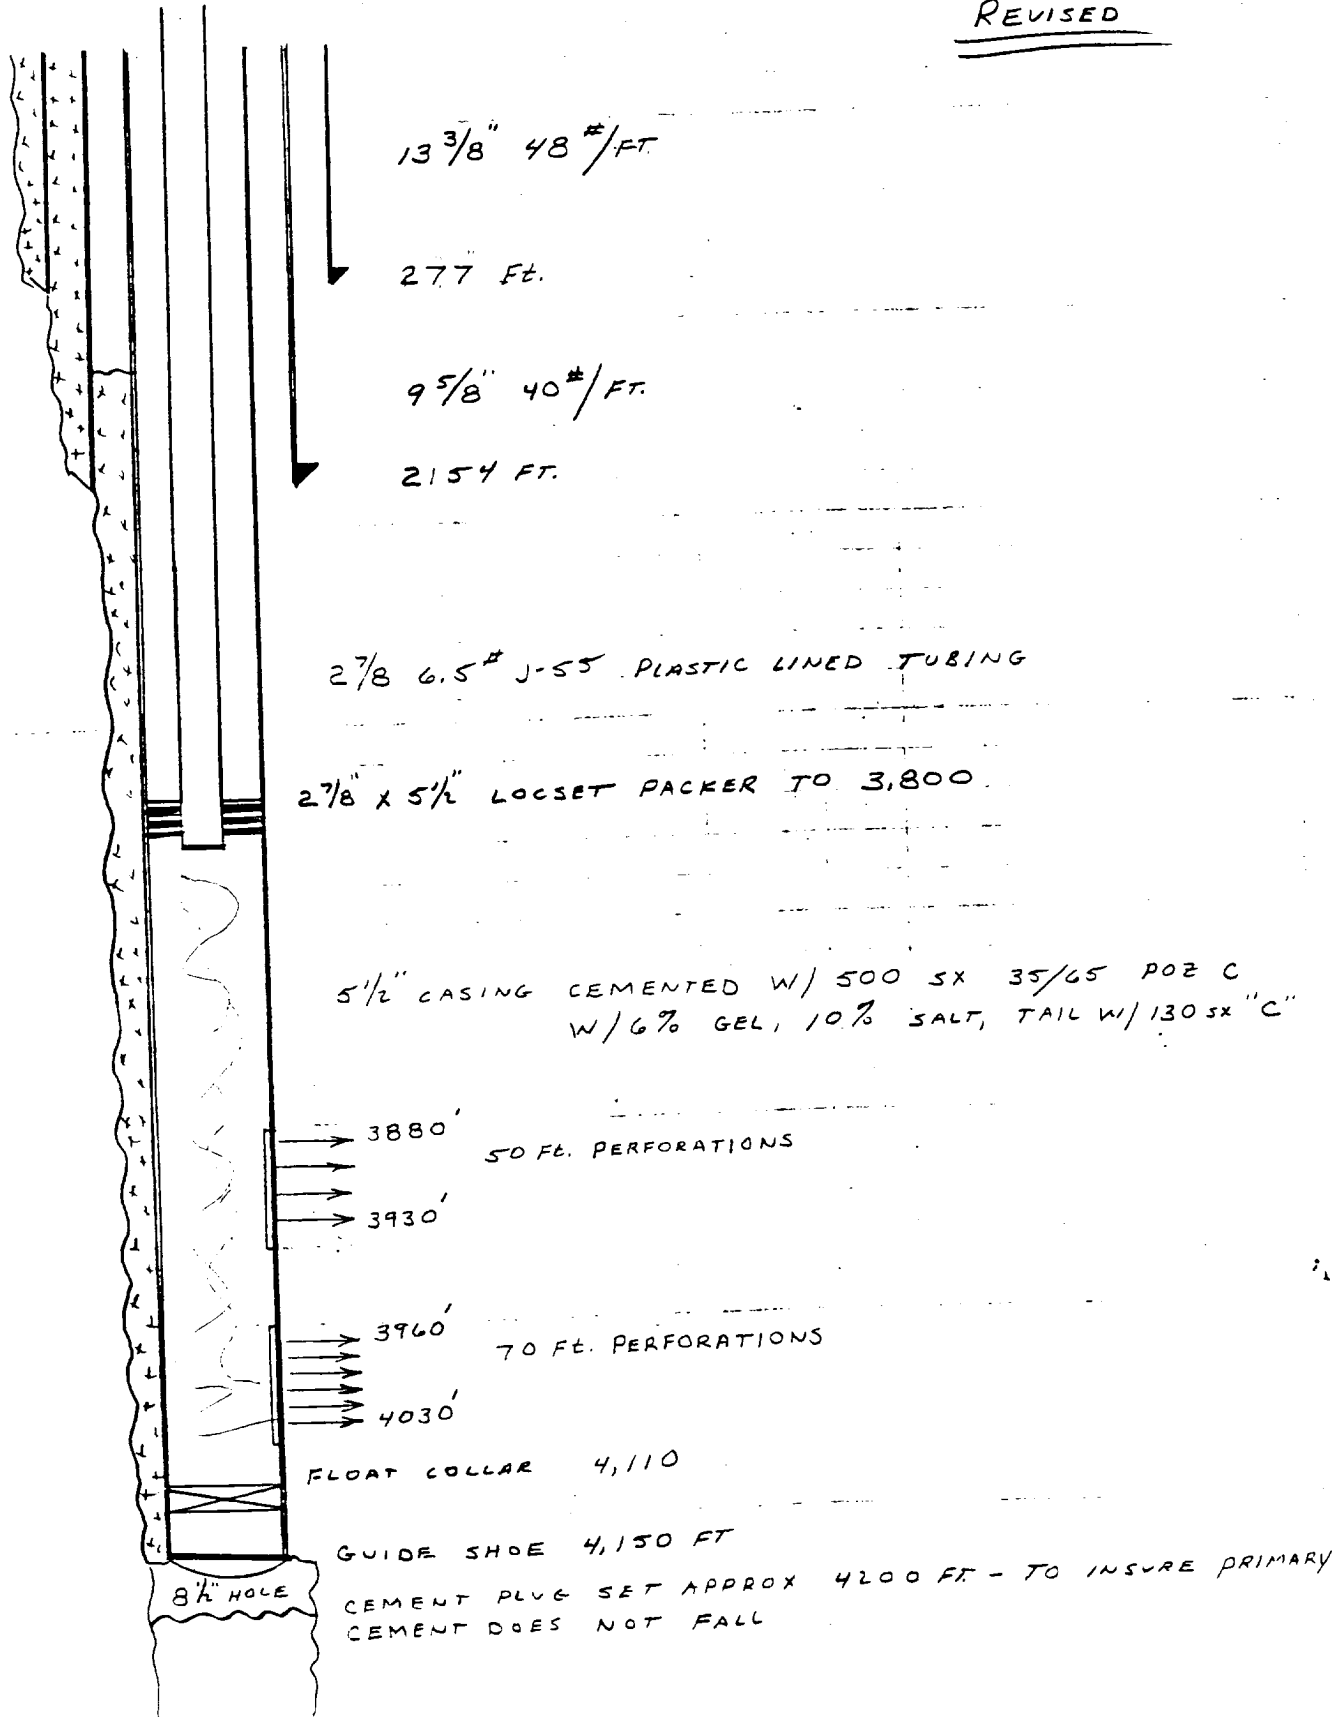 REVISED
13 3/8" 48 #/FT.
277 Ft.
9 5/8" 40 #/FT.
2154 FT.
2 7/8 6.5# J-55 PLASTIC LINED TUBING
2 7/8" X 5 1/2" LOCSET PACKER TO 3,800
5 1/2" CASING CEMENTED W/ 500 SX 35/65 POZ C
W/ 6% GEL, 10% SALT, TAIL W/ 130 SX "C"
3880'
50 Ft. PERFORATIONS
3930'
3960'
70 Ft. PERFORATIONS
4030'
FLOAT COLLAR 4,110
GUIDE SHOE 4,150 FT
8 1/2" HOLE
CEMENT PLUG SET APPROX 4200 FT - TO INSURE PRIMARY
CEMENT DOES NOT FALL